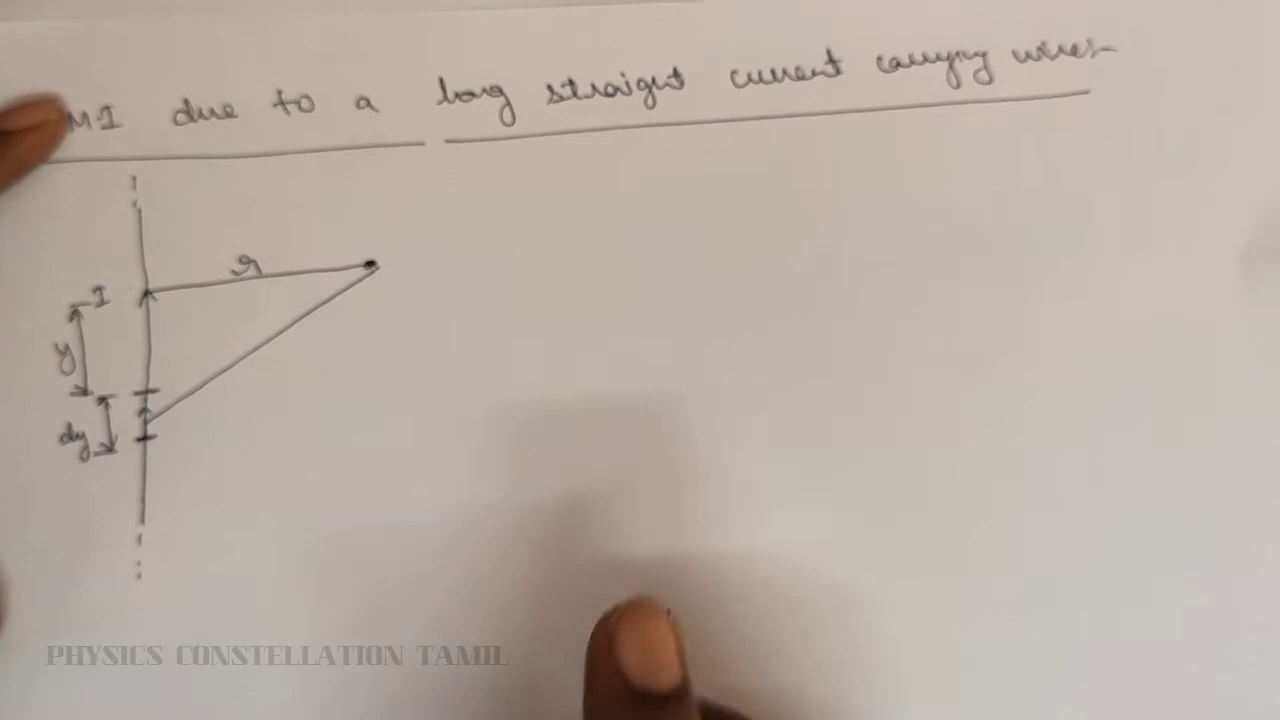 M.I due to a long straight current carrying wire
r
I
y
dy
PHYSICS CONSTELLATION TAMIL